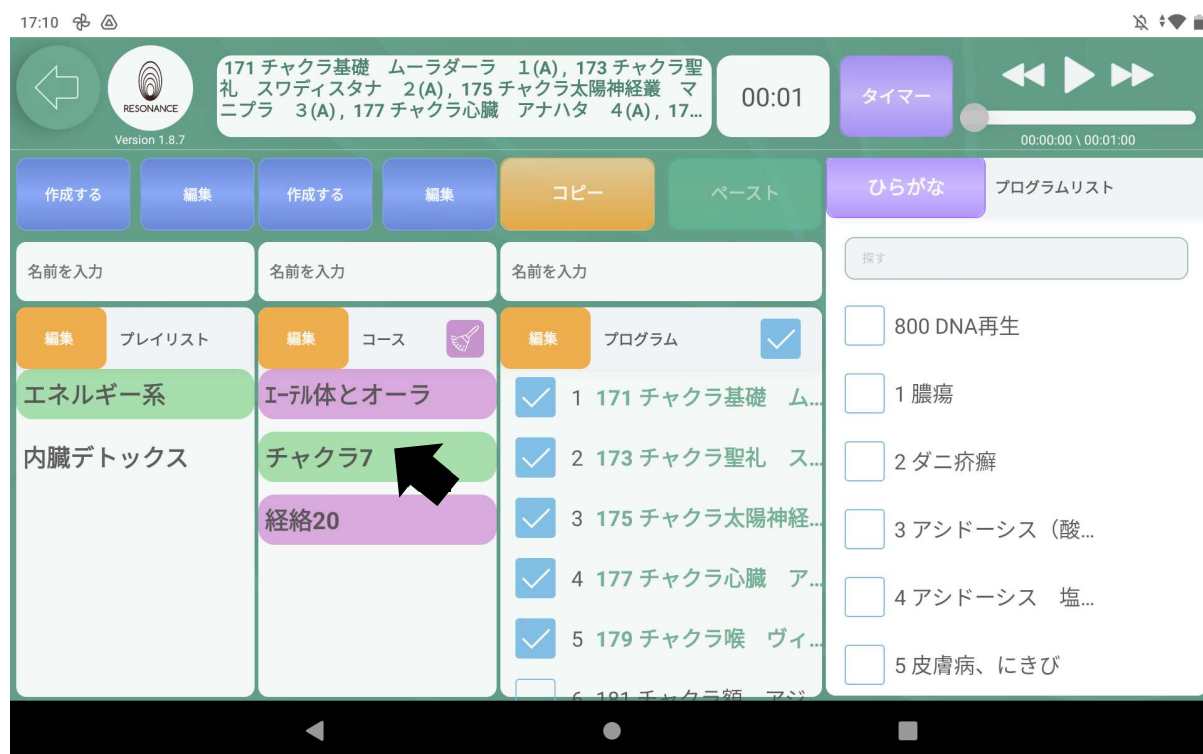 17:10
RESONANCE
Version 1.8.7
171 チャクラ基礎　ムーラダーラ　１(A) , 173 チャクラ聖
礼　スワディスタナ　２(A) , 175 チャクラ太陽神経叢　マ
ニプラ　３(A) , 177 チャクラ心臓　アナハタ　４(A) , 17...
00:01
タイマー
00:00:00 \ 00:01:00
作成する
編集
作成する
編集
コピー
ペースト
ひらがな
プログラムリスト
名前を入力
名前を入力
名前を入力
探す
編集
プレイリスト
編集
コース
編集
プログラム
エネルギー系
内臓デトックス
ｴｰﾃﾙ体とオーラ
チャクラ7
経絡20
1 171 チャクラ基礎　ム...
2 173 チャクラ聖礼　ス...
3 175 チャクラ太陽神経...
4 177 チャクラ心臓　ア...
5 179 チャクラ喉　ヴィ...
6 181 チャクラ額　アジ
800 DNA再生
1 膿瘍
2 ダニ疥癬
3 アシドーシス（酸...
4 アシドーシス　塩...
5 皮膚病、にきび